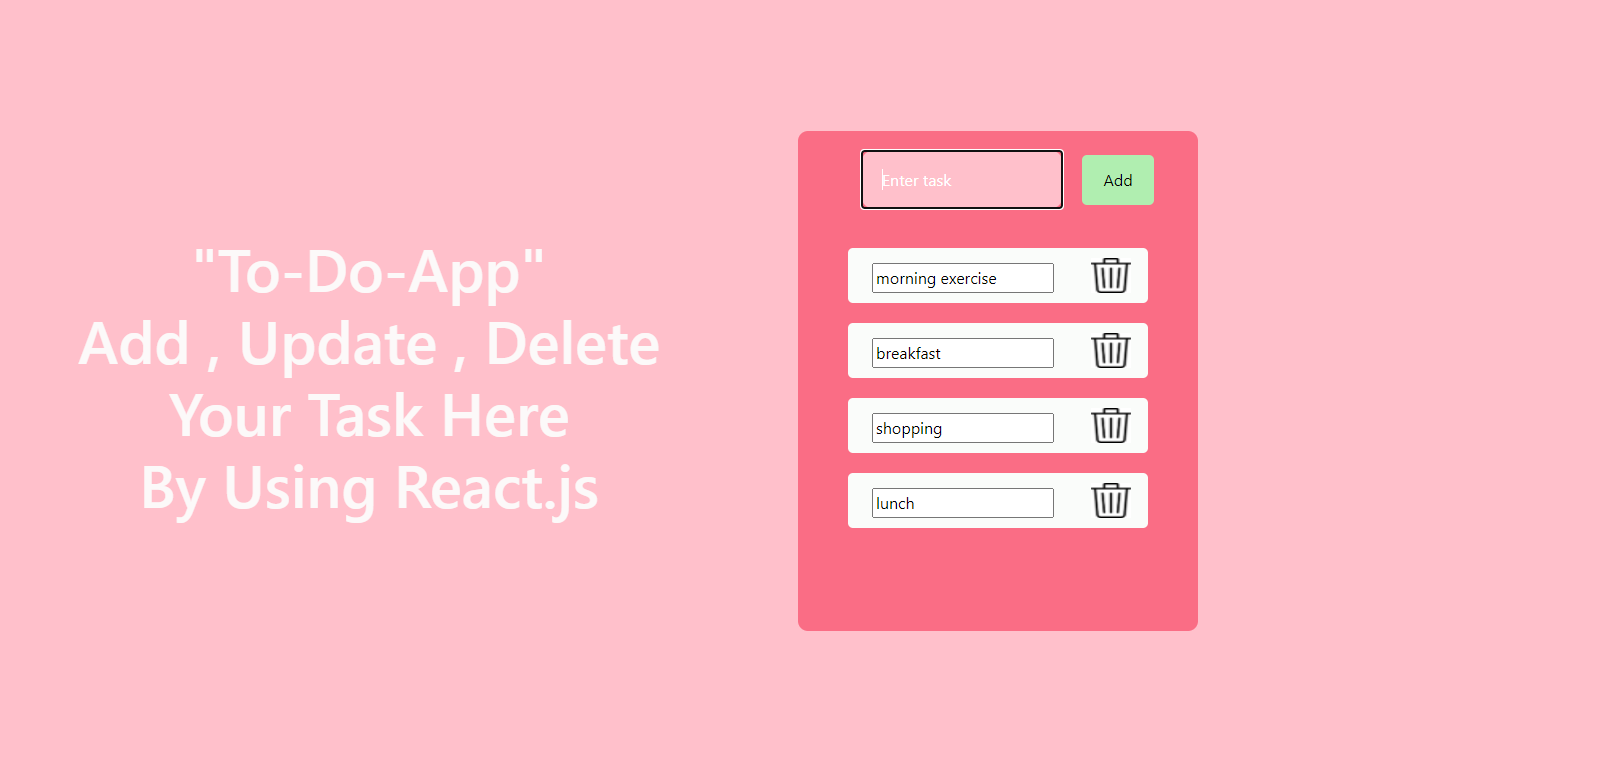 "To-Do-App"
Add , Update , Delete
Your Task Here
By Using React.js
Enter task
Add
morning exercise
breakfast
shopping
lunch